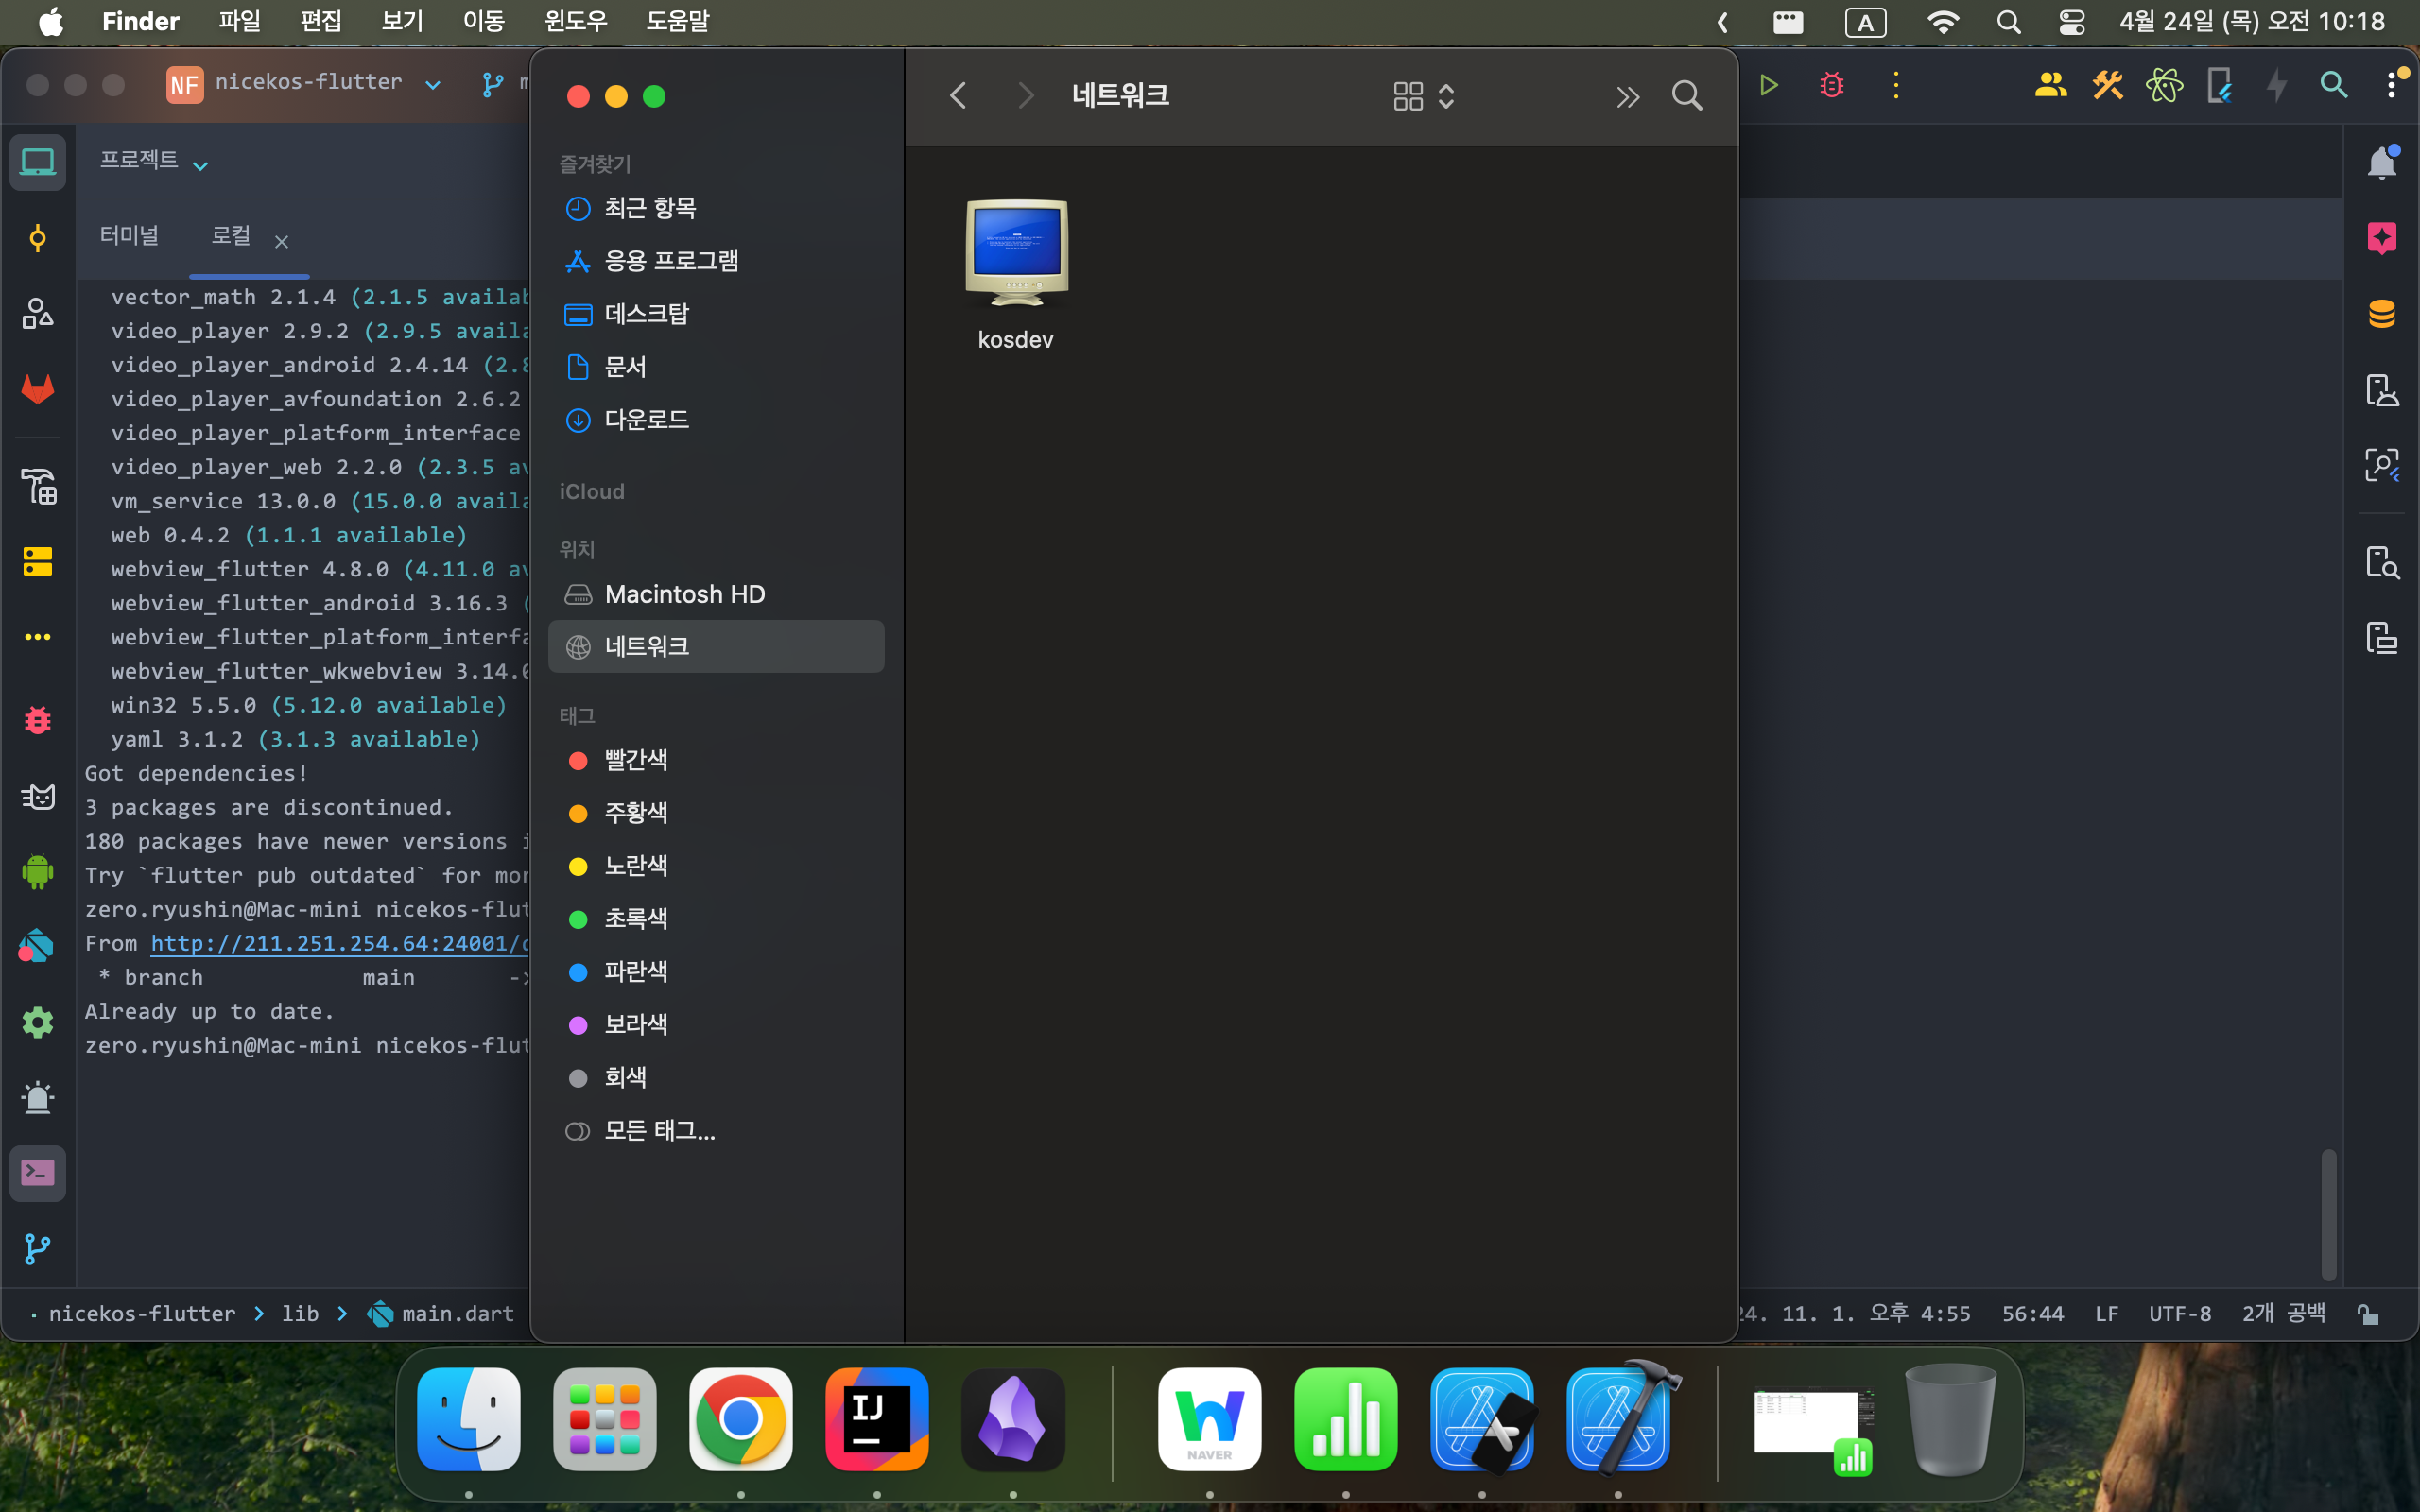 Finder 파일 편집 보기 이동 윈도우 도움말 A 4월 24일 (목) 오전 10:18
NF nicekos-flutter
프로젝트
터미널 로컬
vector_math 2.1.4 (2.1.5
video_player 2.9.2 (2.9.5
video_player_android 2.4.14
video_player_avfoundation 2.6.2
video_player_platform_interface
video_player_web 2.2.0 (2.3.5
vm_service 13.0.0 (15.0.0
web 0.4.2 (1.1.1 available)
webview_flutter 4.8.0 (4.11.0
webview_flutter_android 3.16.3 (
webview_flutter_platform_interfa
webview_flutter_wkwebview 3.14.0
win32 5.5.0 (5.12.0 available)
yaml 3.1.2 (3.1.3 available)
Got dependencies!
3 packages are discontinued.
180 packages have newer versions
Try `flutter pub outdated` for
zero.ryushin@Mac-mini nicekos-flut
From http://211.251.254.64:24001/
* branch main ->
Already up to date.
zero.ryushin@Mac-mini nicekos-flut
nicekos-flutter > lib > main.dart
즐겨찾기
최근 항목
응용 프로그램
데스크탑
문서
다운로드
iCloud
위치
Macintosh HD
네트워크
태그
빨간색
주황색
노란색
초록색
파란색
보라색
회색
모든 태그...
네트워크
kosdev
24. 11. 1. 오후 4:55 56:44 LF UTF-8 2개 공백
IJ
NAVER